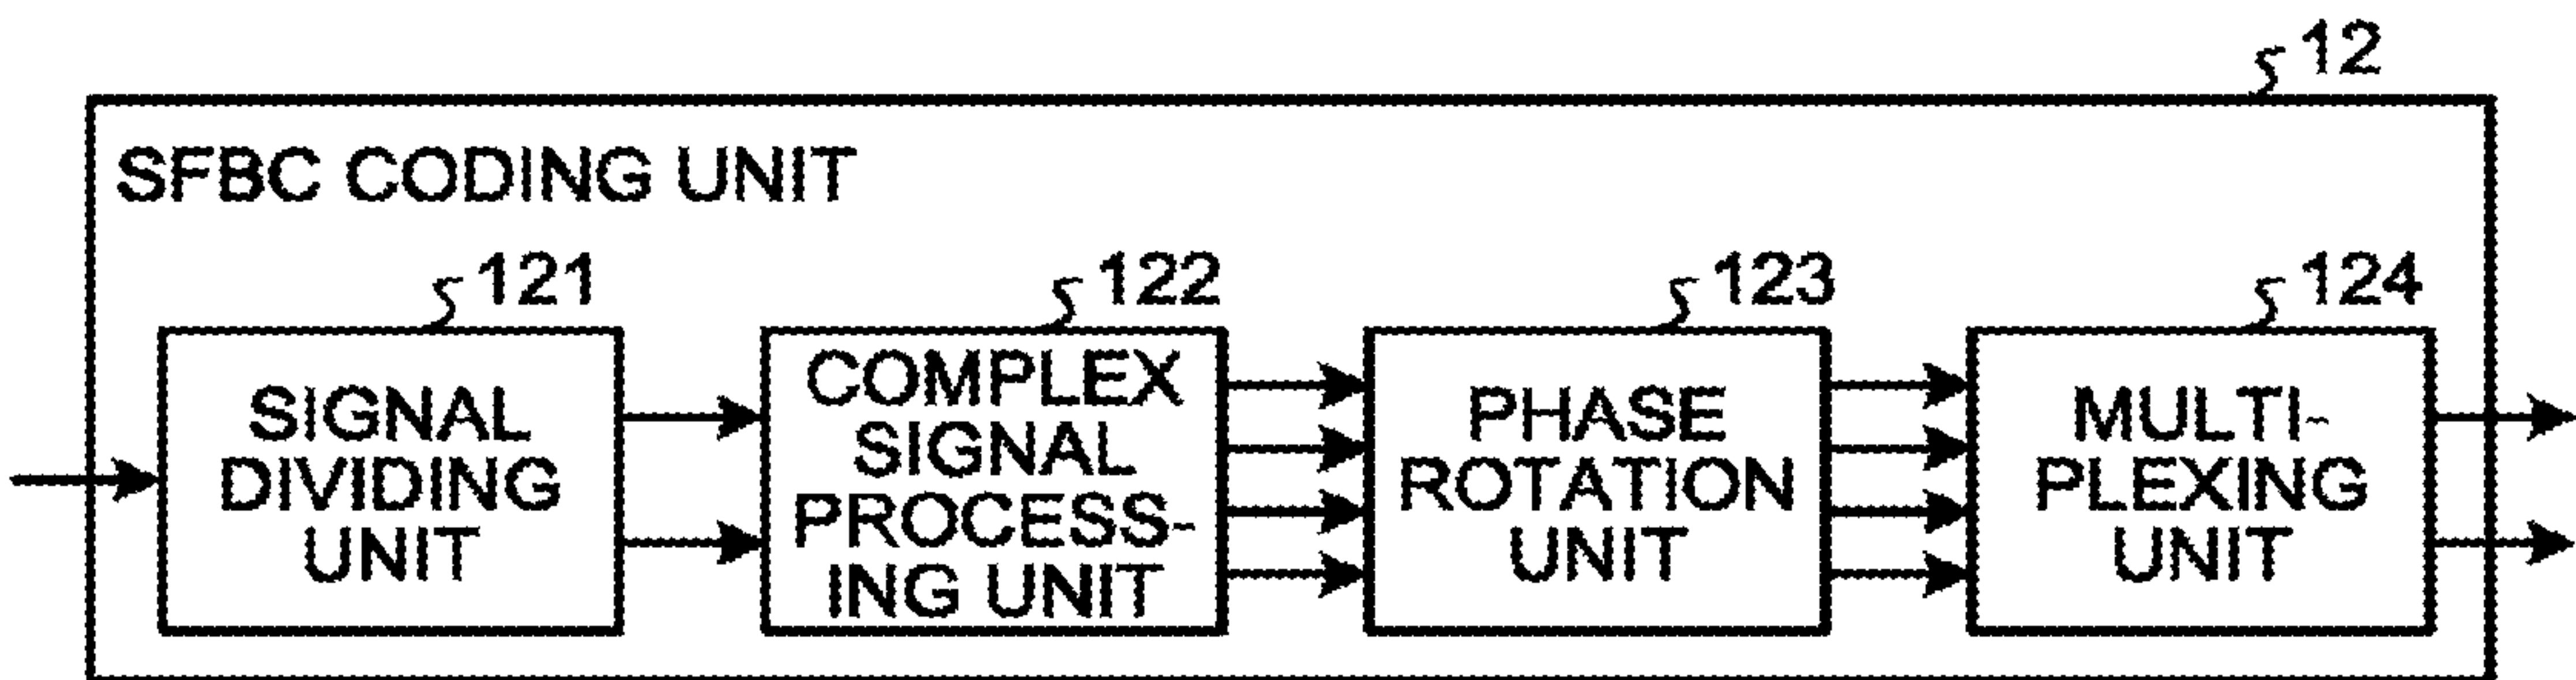 12
SFBC CODING UNIT
121
122
123
124
SIGNAL
DIVIDING
UNIT
COMPLEX
SIGNAL
PROCESS-
ING UNIT
PHASE
ROTATION
UNIT
MULTI-
PLEXING
UNIT